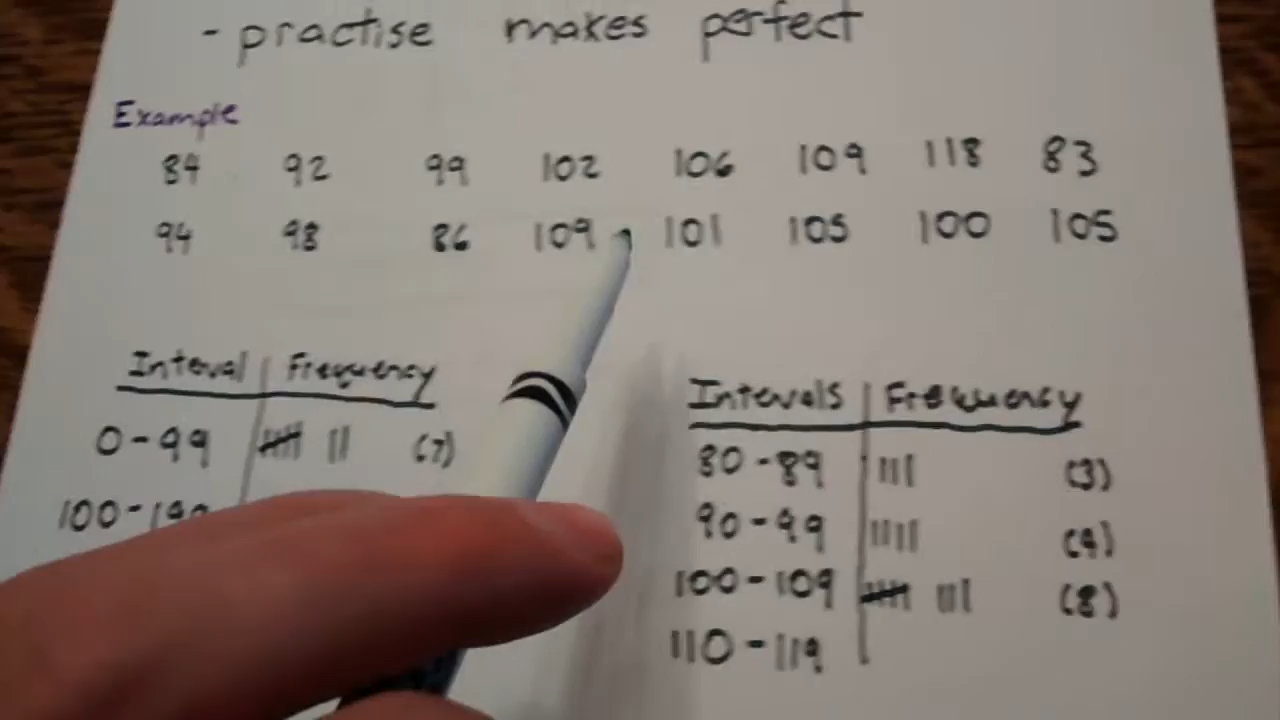 - practise makes perfect
Example
84 92 99 102 106 109 118 83
94 98 86 109 101 105 100 105
Interval Frequency
0-99 (7)
100-199
Intervals Frequency
80-89 (3)
90-99 (4)
100-109 (8)
110-119